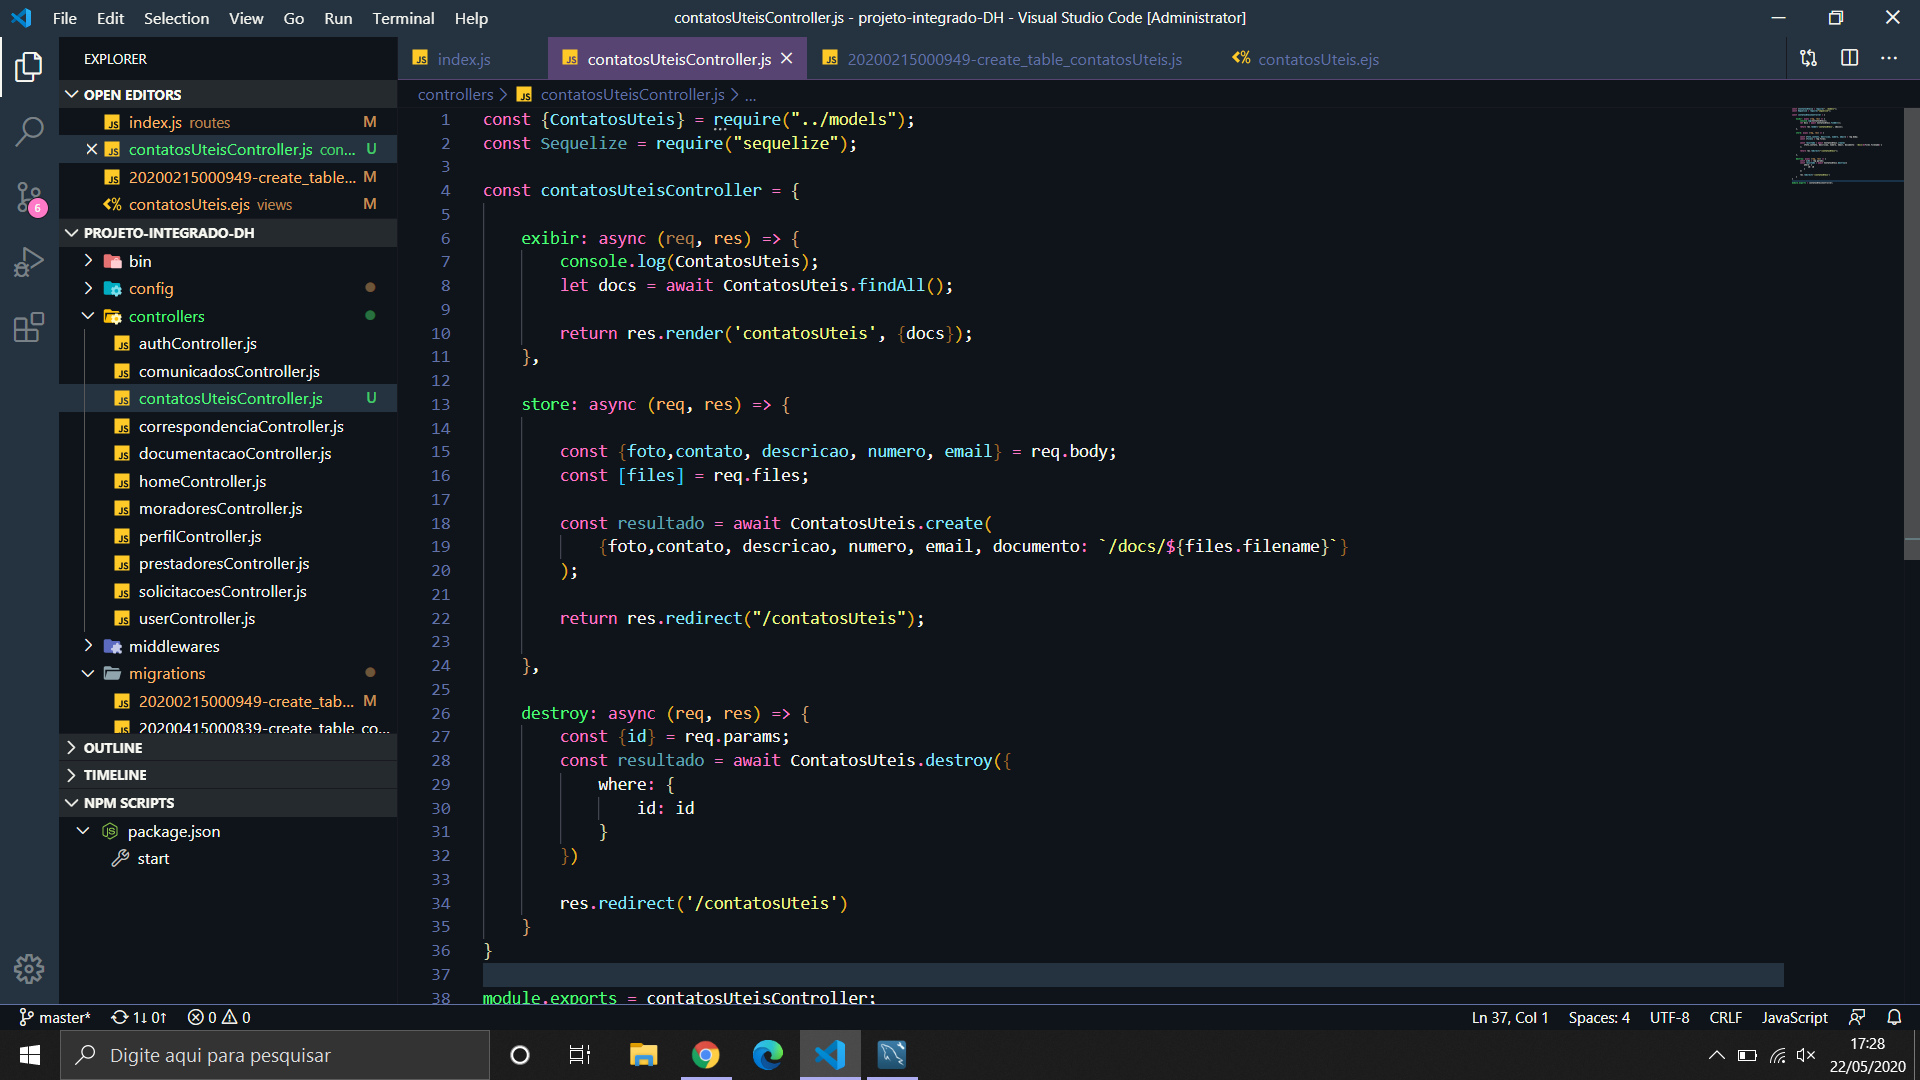 File Edit Selection View Go Run Terminal Help
contatosUteisController.js - projeto-integrado-DH - Visual Studio Code [Administrator]
EXPLORER
index.js
contatosUteisController.js
20200215000949-create_table_contatosUteis.js
contatosUteis.ejs
OPEN EDITORS
index.js routes M
contatosUteisController.js con... U
20200215000949-create_table... M
contatosUteis.ejs views M
PROJETO-INTEGRADO-DH
bin
config
controllers
authController.js
comunicadosController.js
contatosUteisController.js U
correspondenciaController.js
documentacaoController.js
homeController.js
moradoresController.js
perfilController.js
prestadoresController.js
solicitacoesController.js
userController.js
middlewares
migrations
20200215000949-create_tab... M
20200415000839-create_table_co...
OUTLINE
TIMELINE
NPM SCRIPTS
package.json
start
6
controllers > contatosUteisController.js > ...
1 const {ContatosUteis} = require("../models");
2 const Sequelize = require("sequelize");
3
4 const contatosUteisController = {
5
6 exibir: async (req, res) => {
7 console.log(ContatosUteis);
8 let docs = await ContatosUteis.findAll();
9
10 return res.render('contatosUteis', {docs});
11 },
12
13 store: async (req, res) => {
14
15 const {foto,contato, descricao, numero, email} = req.body;
16 const [files] = req.files;
17
18 const resultado = await ContatosUteis.create(
19 {foto,contato, descricao, numero, email, documento: `/docs/${files.filename}`}
20 );
21
22 return res.redirect("/contatosUteis");
23
24 },
25
26 destroy: async (req, res) => {
27 const {id} = req.params;
28 const resultado = await ContatosUteis.destroy({
29 where: {
30 id: id
31 }
32 })
33
34 res.redirect('/contatosUteis')
35 }
36 }
37
38 module.exports = contatosUteisController;
master* 1↓ 0↑ 0 0
Ln 37, Col 1 Spaces: 4 UTF-8 CRLF JavaScript
Digite aqui para pesquisar
17:28
22/05/2020